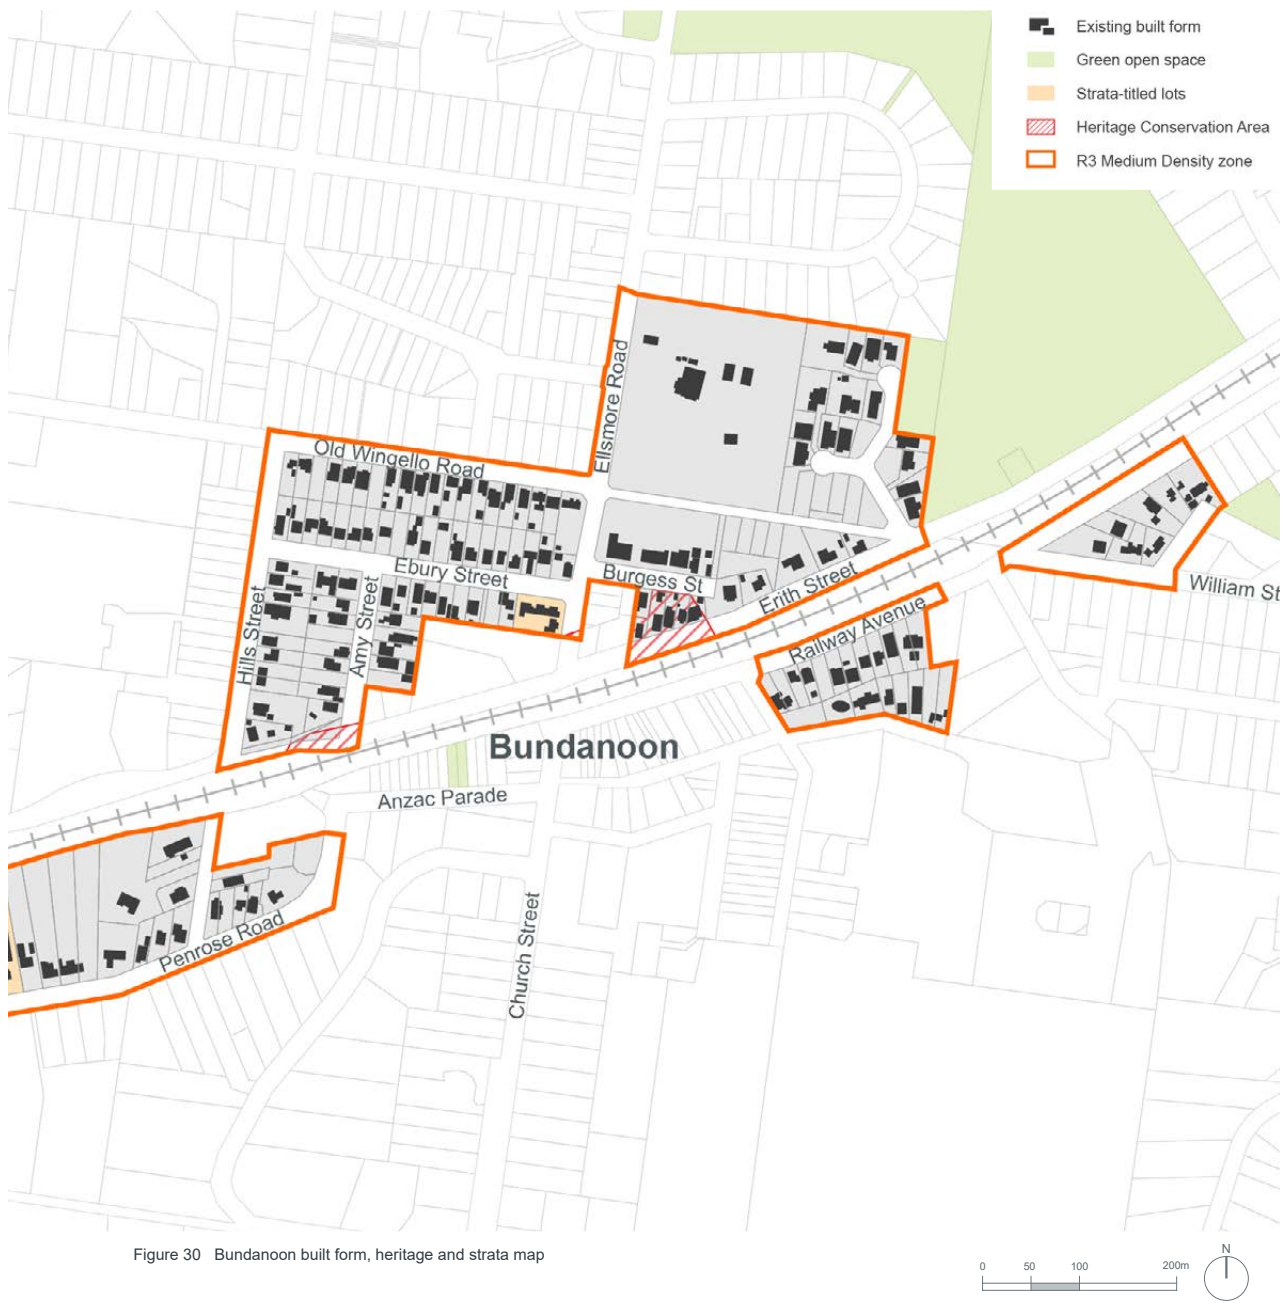 Existing built form
Green open space
Strata-titled lots
Heritage Conservation Area
R3 Medium Density zone
Ellsmore Road
Old Wingello Road
Ebury Street
Burgess St
Erith Street
William St
Hills Street
Amy Street
Railway Avenue
Bundanoon
Anzac Parade
Church Street
Penrose Road
Figure 30 Bundanoon built form, heritage and strata map
0 50 100 200m
N